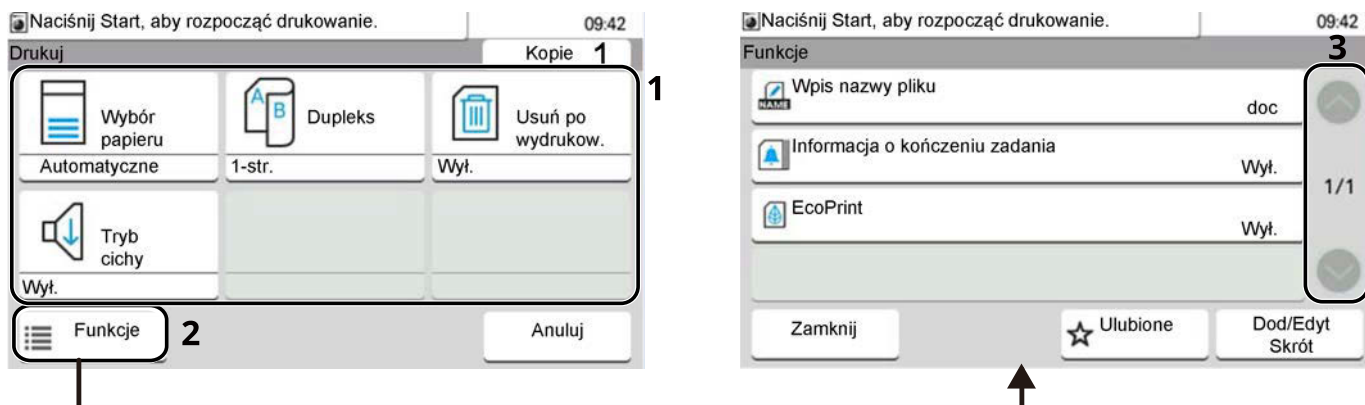 Naciśnij Start, aby rozpocząć drukowanie.
09:42
Drukuj
Kopie 1
1
Wybór
papieru
Automatyczne
A
B
Dupleks
1-str.
Usuń po
wydrukow.
Wył.
Tryb
cichy
Wył.
Funkcje
2
Anuluj
Naciśnij Start, aby rozpocząć drukowanie.
09:42
Funkcje
3
NAME
Wpis nazwy pliku
doc
Informacja o kończeniu zadania
Wył.
1/1
EcoPrint
Wył.
Zamknij
Ulubione
Dod/Edyt
Skrót